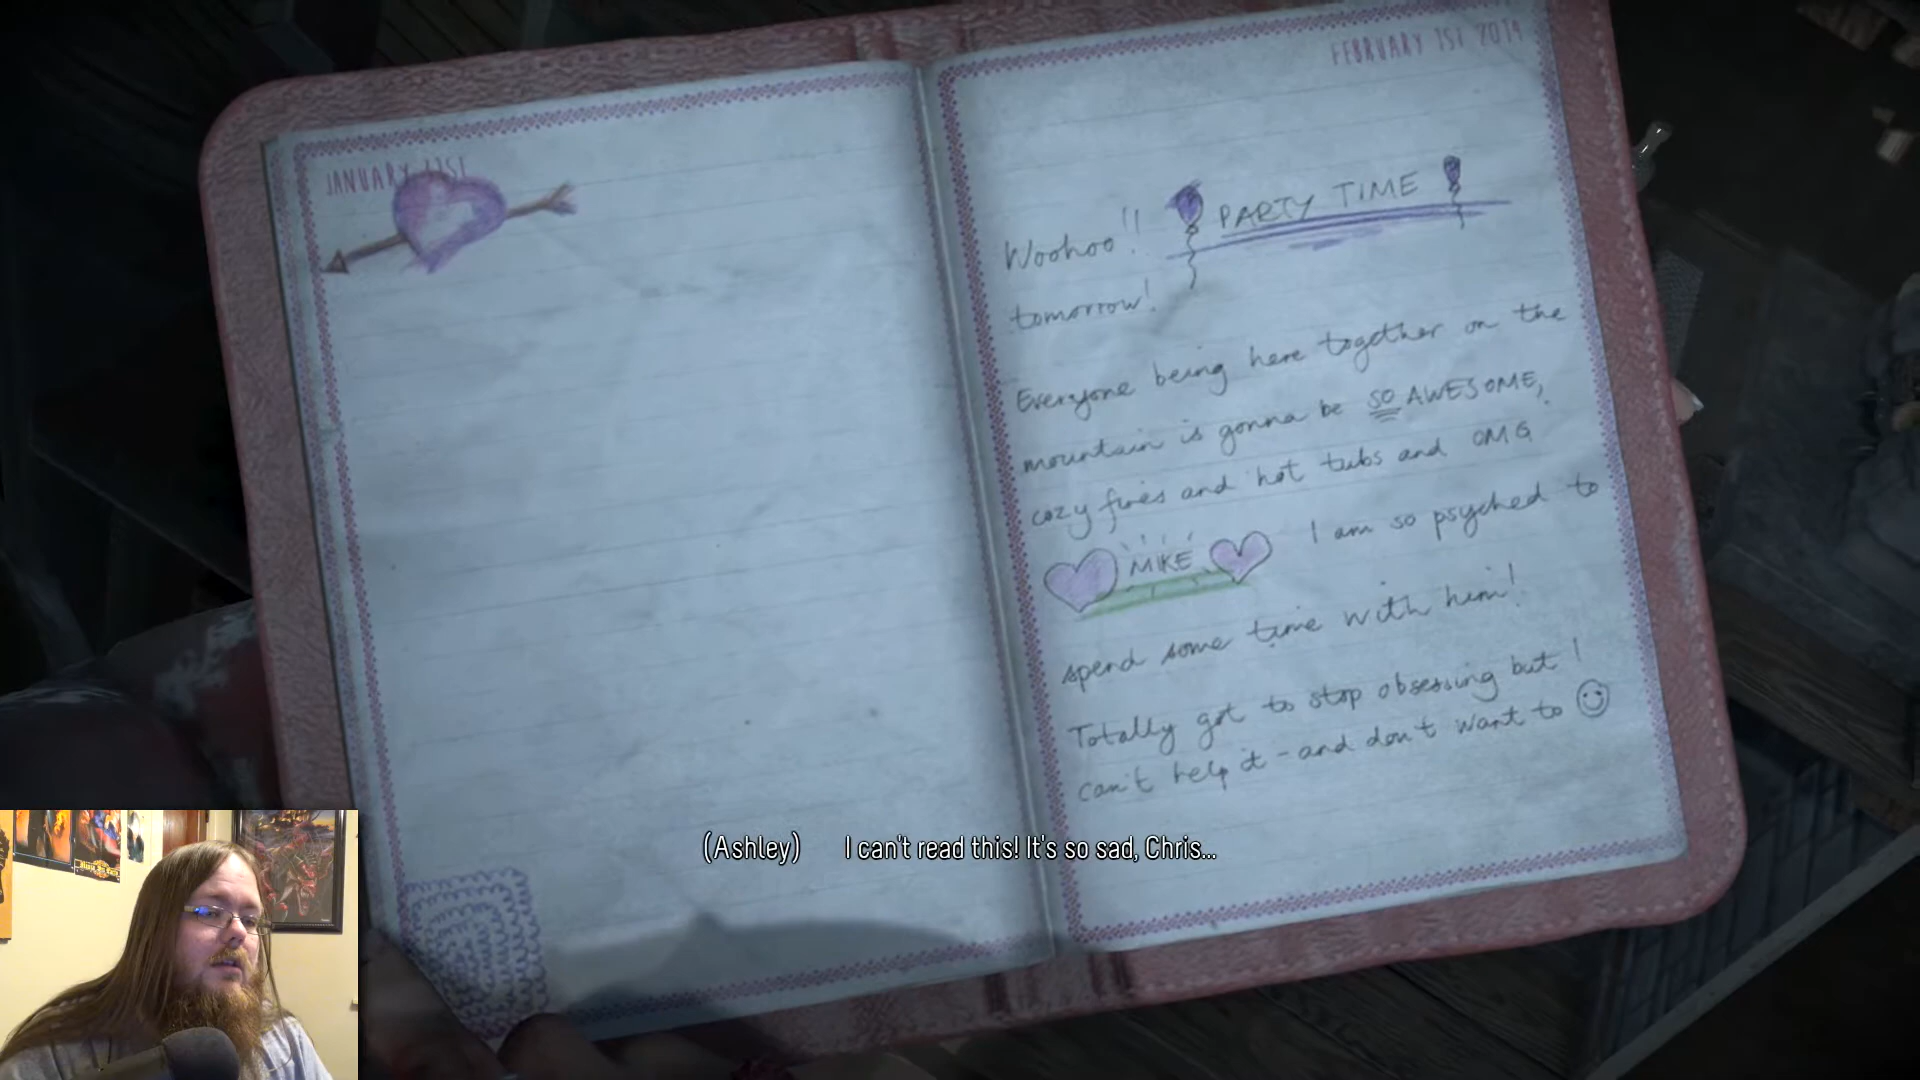 JANUARY 31ST
FEBRUARY 1ST 2014
Woohoo!! PARTY TIME
tomorrow!
Everyone being here together on the
mountain is gonna be SO AWESOME,
cozy fires and hot tubs and OMG
MIKE I am so psyched to
spend some time with him!
Totally got to stop obsessing but I
can't help it - and don't want to
(Ashley) I can't read this! It's so sad, Chris...